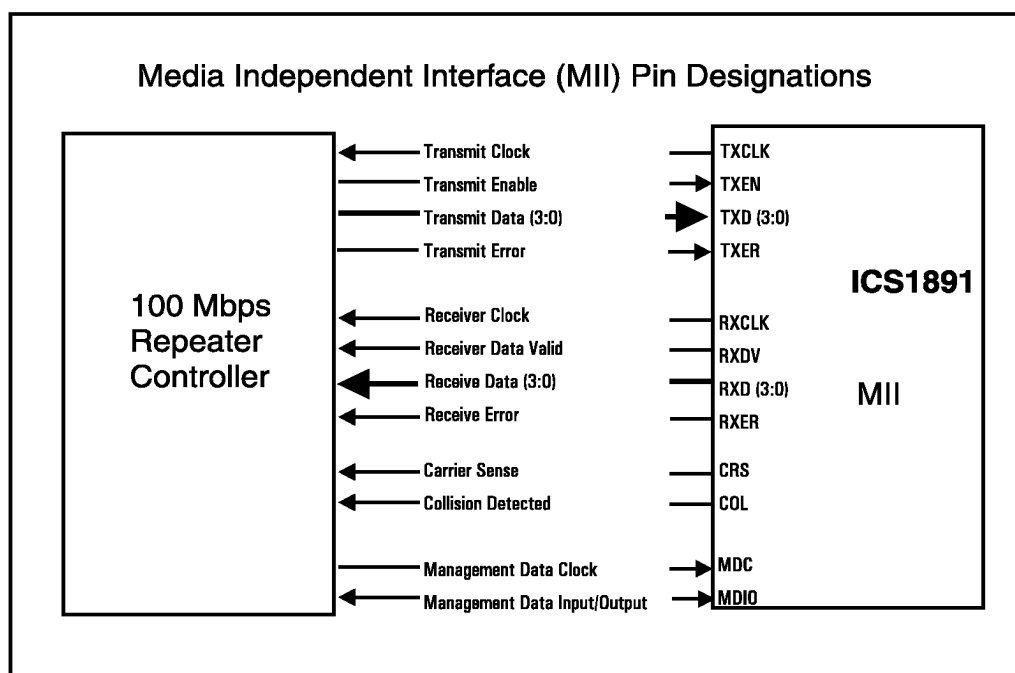 Media Independent Interface (MII) Pin Designations
100 Mbps
Repeater
Controller
Transmit Clock
TXCLK
Transmit Enable
TXEN
Transmit Data (3:0)
TXD (3:0)
Transmit Error
TXER
ICS1891
Receiver Clock
RXCLK
Receiver Data Valid
RXDV
Receive Data (3:0)
RXD (3:0)
MII
Receive Error
RXER
Carrier Sense
CRS
Collision Detected
COL
Management Data Clock
MDC
Management Data Input/Output
MDIO